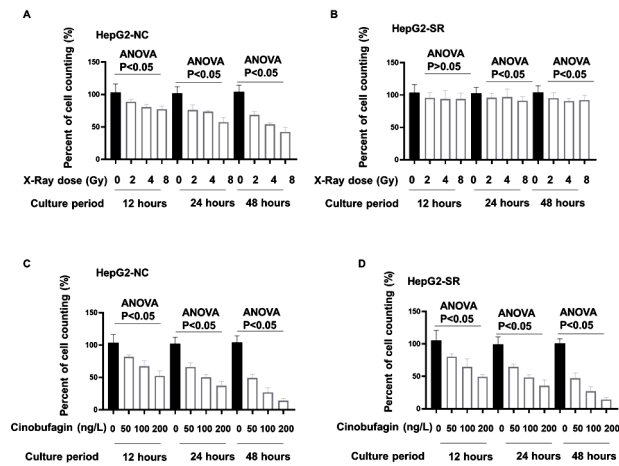 A
HepG2-NC
ANOVA
P<0.05
ANOVA
P<0.05
ANOVA
P<0.05
Percent of cell counting (%)
150
100
50
0
X-Ray dose (Gy) 0 2 4 8 0 2 4 8 0 2 4 8
Culture period 12 hours 24 hours 48 hours
B
HepG2-SR
ANOVA
P>0.05
ANOVA
P<0.05
ANOVA
P<0.05
Percent of cell counting (%)
150
100
50
0
X-Ray dose (Gy) 0 2 4 8 0 2 4 8 0 2 4 8
Culture period 12 hours 24 hours 48 hours
C
HepG2-NC
ANOVA
P<0.05
ANOVA
P<0.05
ANOVA
P<0.05
Percent of cell counting (%)
150
100
50
0
Cinobufagin (ng/L) 0 50 100 200 0 50 100 200 0 50 100 200
Culture period 12 hours 24 hours 48 hours
D
HepG2-SR
ANOVA
P<0.05
ANOVA
P<0.05
ANOVA
P<0.05
Percent of cell counting (%)
150
100
50
0
Cinobufagin (ng/L) 0 50 100 200 0 50 100 200 0 50 100 200
Culture period 12 hours 24 hours 48 hours